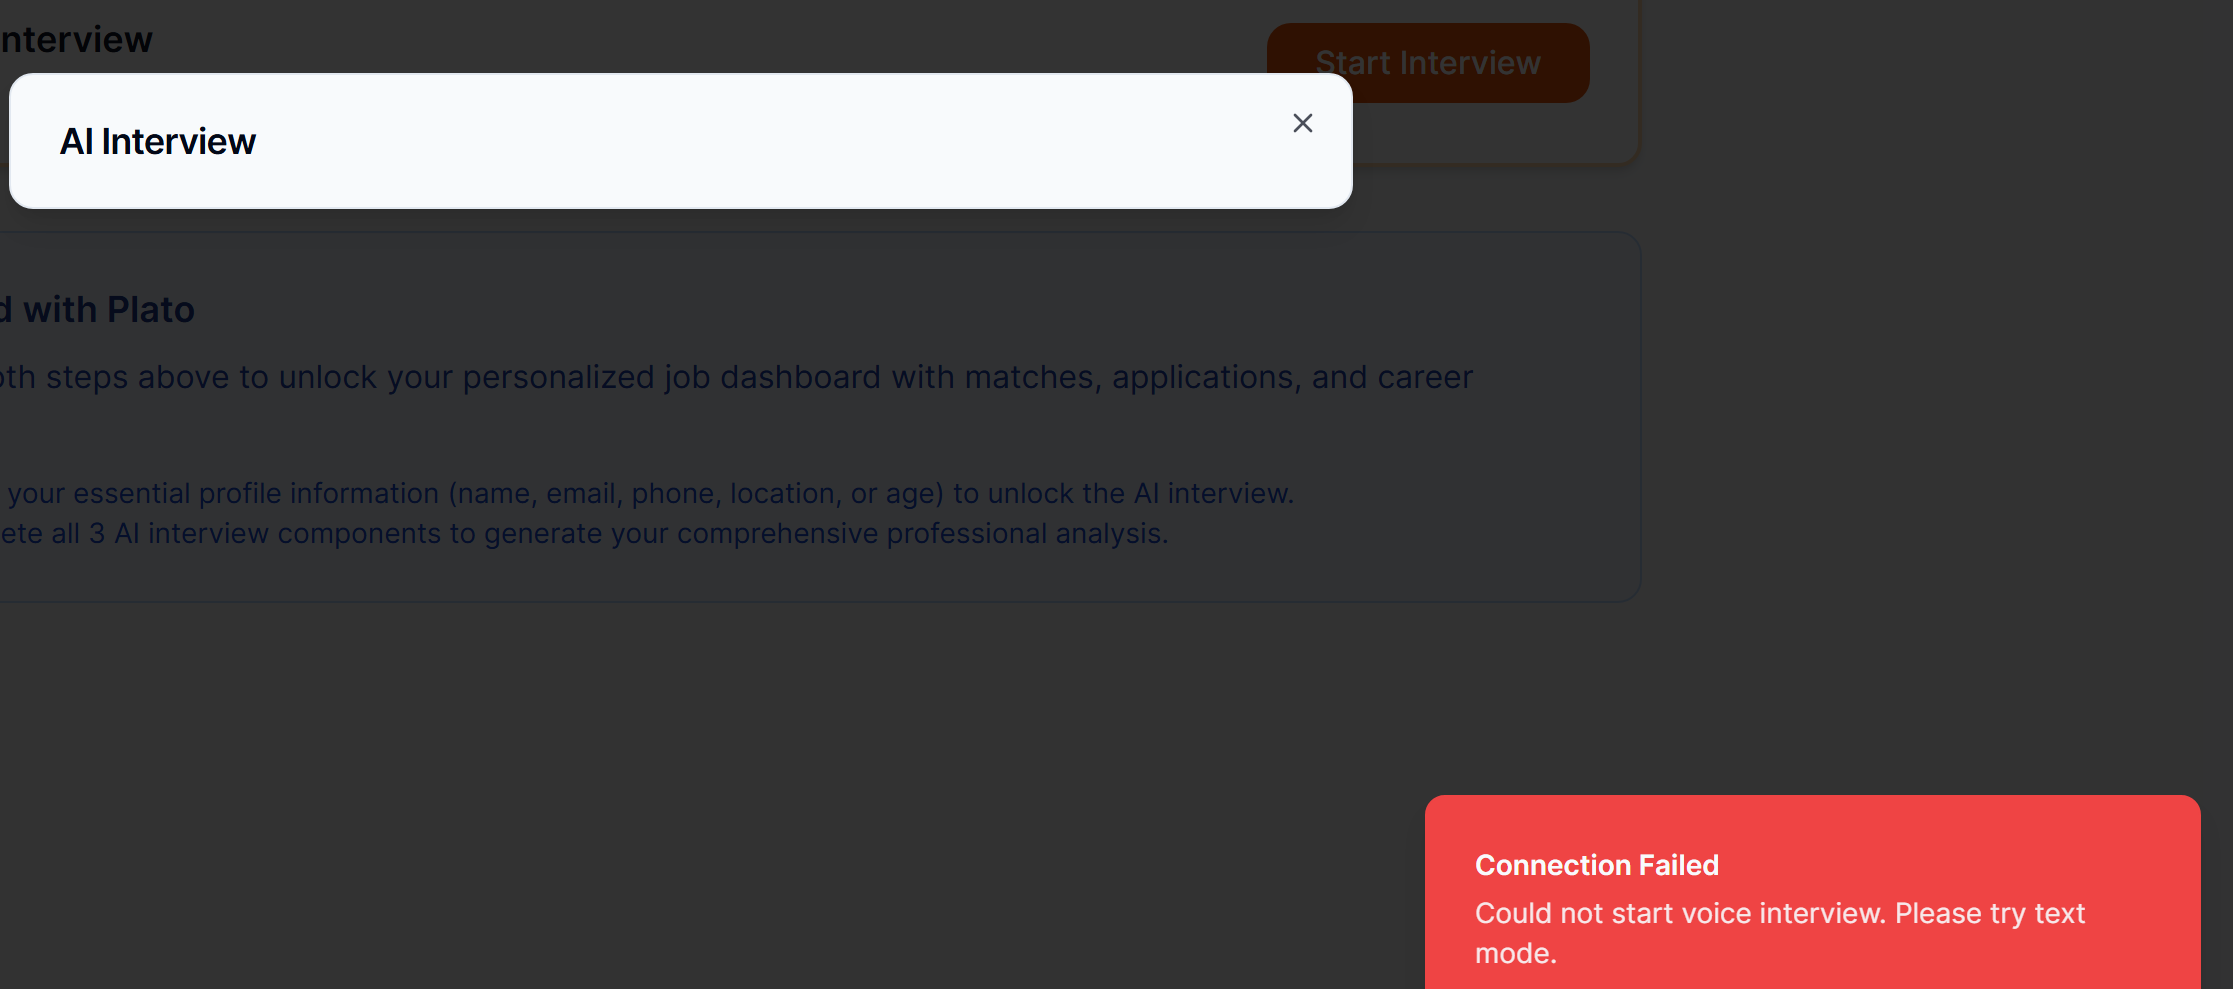 nterview
Start Interview
AI Interview
d with Plato
oth steps above to unlock your personalized job dashboard with matches, applications, and career
your essential profile information (name, email, phone, location, or age) to unlock the AI interview.
ete all 3 AI interview components to generate your comprehensive professional analysis.
Connection Failed
Could not start voice interview. Please try text
mode.